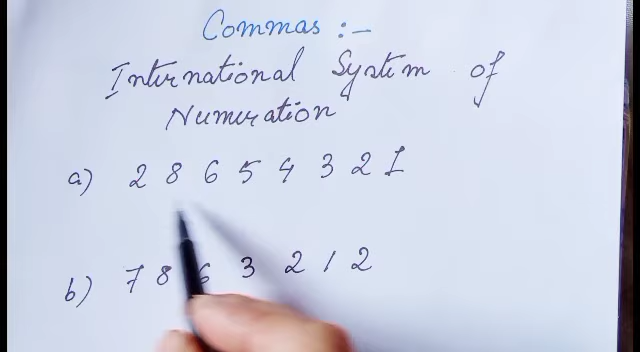 Commas :-
International System of
Numeration
a) 2 8 6 5 4 3 2 1
b) 7 8 6 3 2 1 2